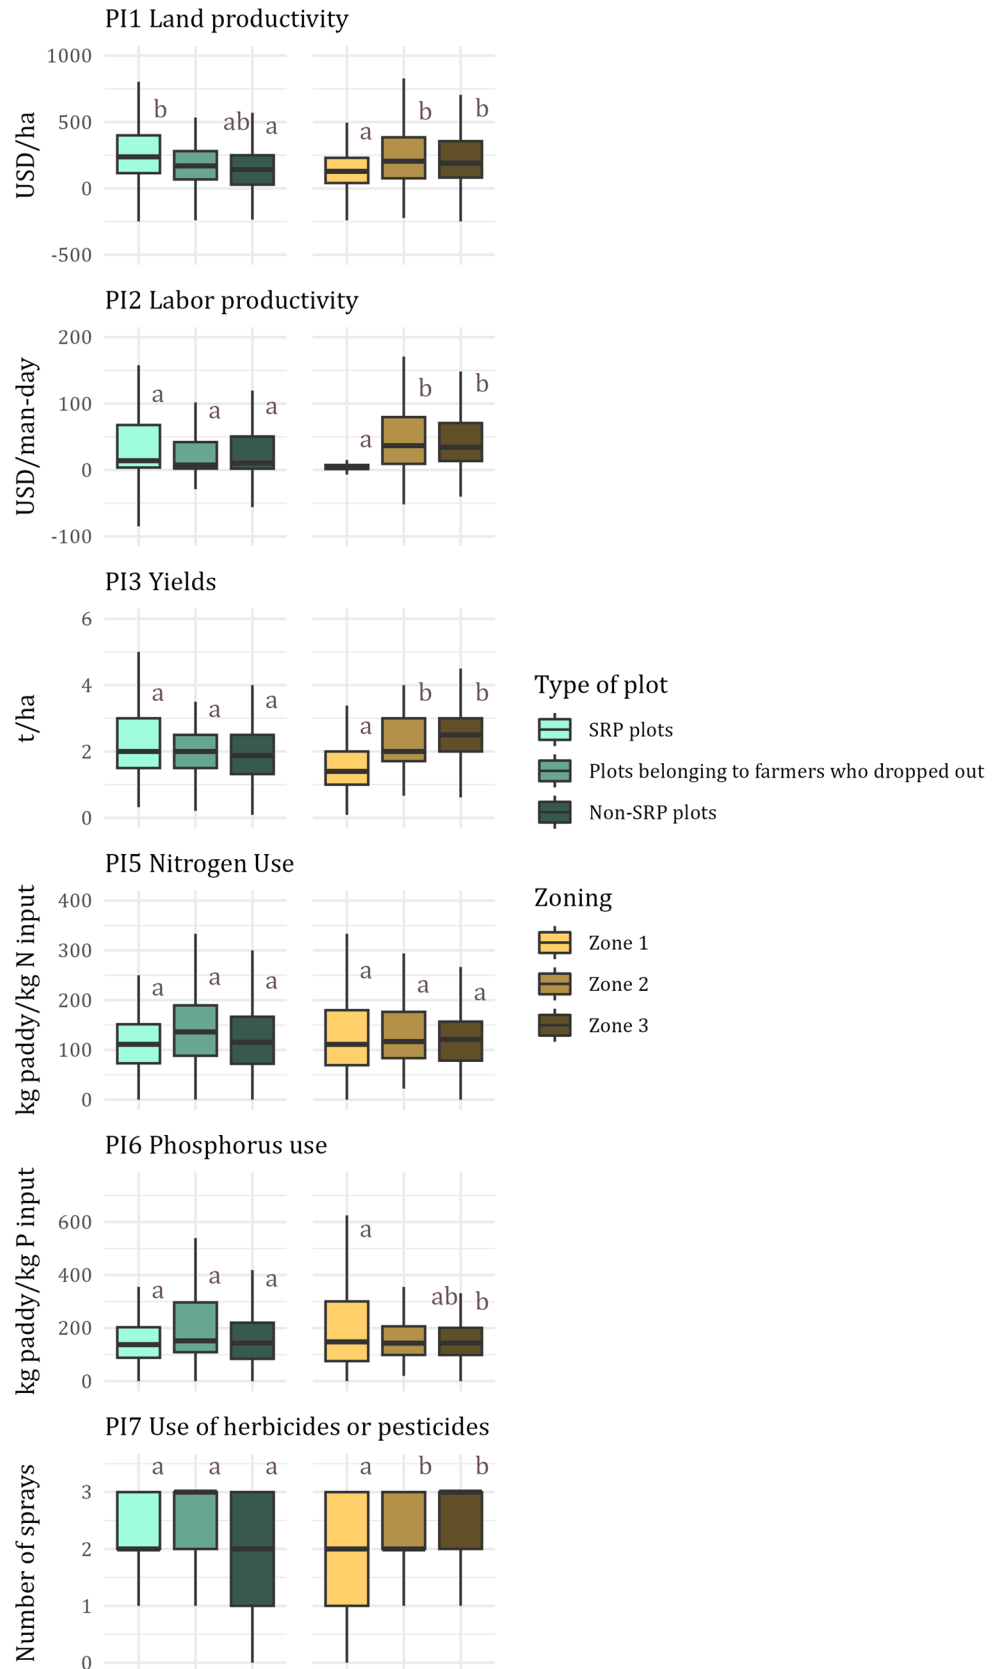 PI1 Land productivity
USD/ha
1000
500
0
-500
b ab a
a b b
PI2 Labor productivity
USD/man-day
200
100
0
-100
a a a
a b b
PI3 Yields
t/ha
6
4
2
0
a a a
a b b
Type of plot
SRP plots
Plots belonging to farmers who dropped out
Non-SRP plots
PI5 Nitrogen Use
kg paddy/kg N input
400
300
200
100
0
a a a
a a a
Zoning
Zone 1
Zone 2
Zone 3
PI6 Phosphorus use
kg paddy/kg P input
600
400
200
0
a a a
a ab b
PI7 Use of herbicides or pesticides
Number of sprays
3
2
1
0
a a a
a b b